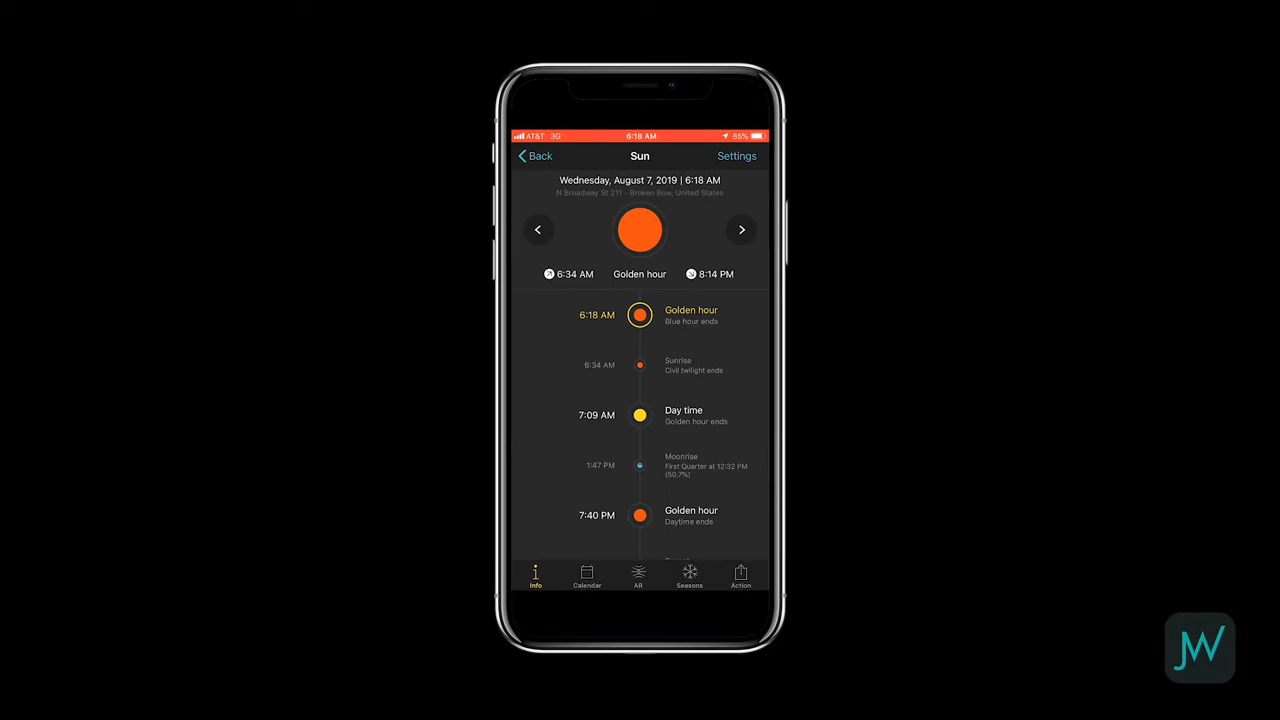 AT&T 3G 6:18 AM 85%
Back Sun Settings
Wednesday, August 7, 2019 | 6:18 AM
N Broadway St 211 - Broken Bow, United States
6:34 AM Golden hour 8:14 PM
6:18 AM Golden hour
Blue hour ends
6:34 AM Sunrise
Civil twilight ends
7:09 AM Day time
Golden hour ends
1:47 PM Moonrise
First Quarter at 12:32 PM
(50.7%)
7:40 PM Golden hour
Daytime ends
Info Calendar AR Seasons Action
JW